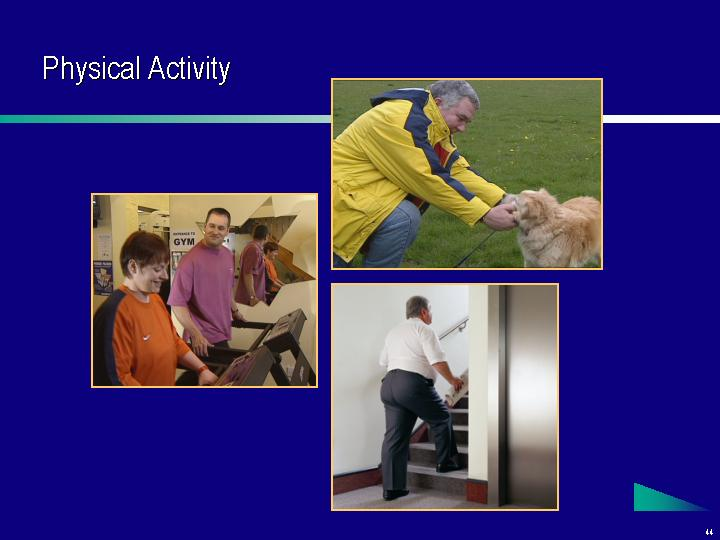 Physical Activity
ENTRANCE TO
GYM
44